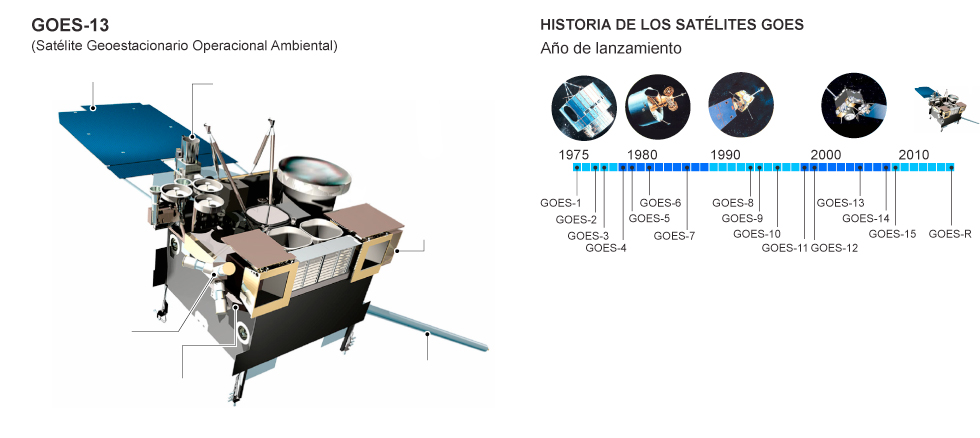 GOES-13
(Satélite Geoestacionario Operacional Ambiental)
HISTORIA DE LOS SATÉLITES GOES
Año de lanzamiento
1975 1980 1990 2000 2010
GOES-1 GOES-6 GOES-8 GOES-13
GOES-2 GOES-5 GOES-9 GOES-14
GOES-3 GOES-7 GOES-10 GOES-15 GOES-R
GOES-4 GOES-11 GOES-12